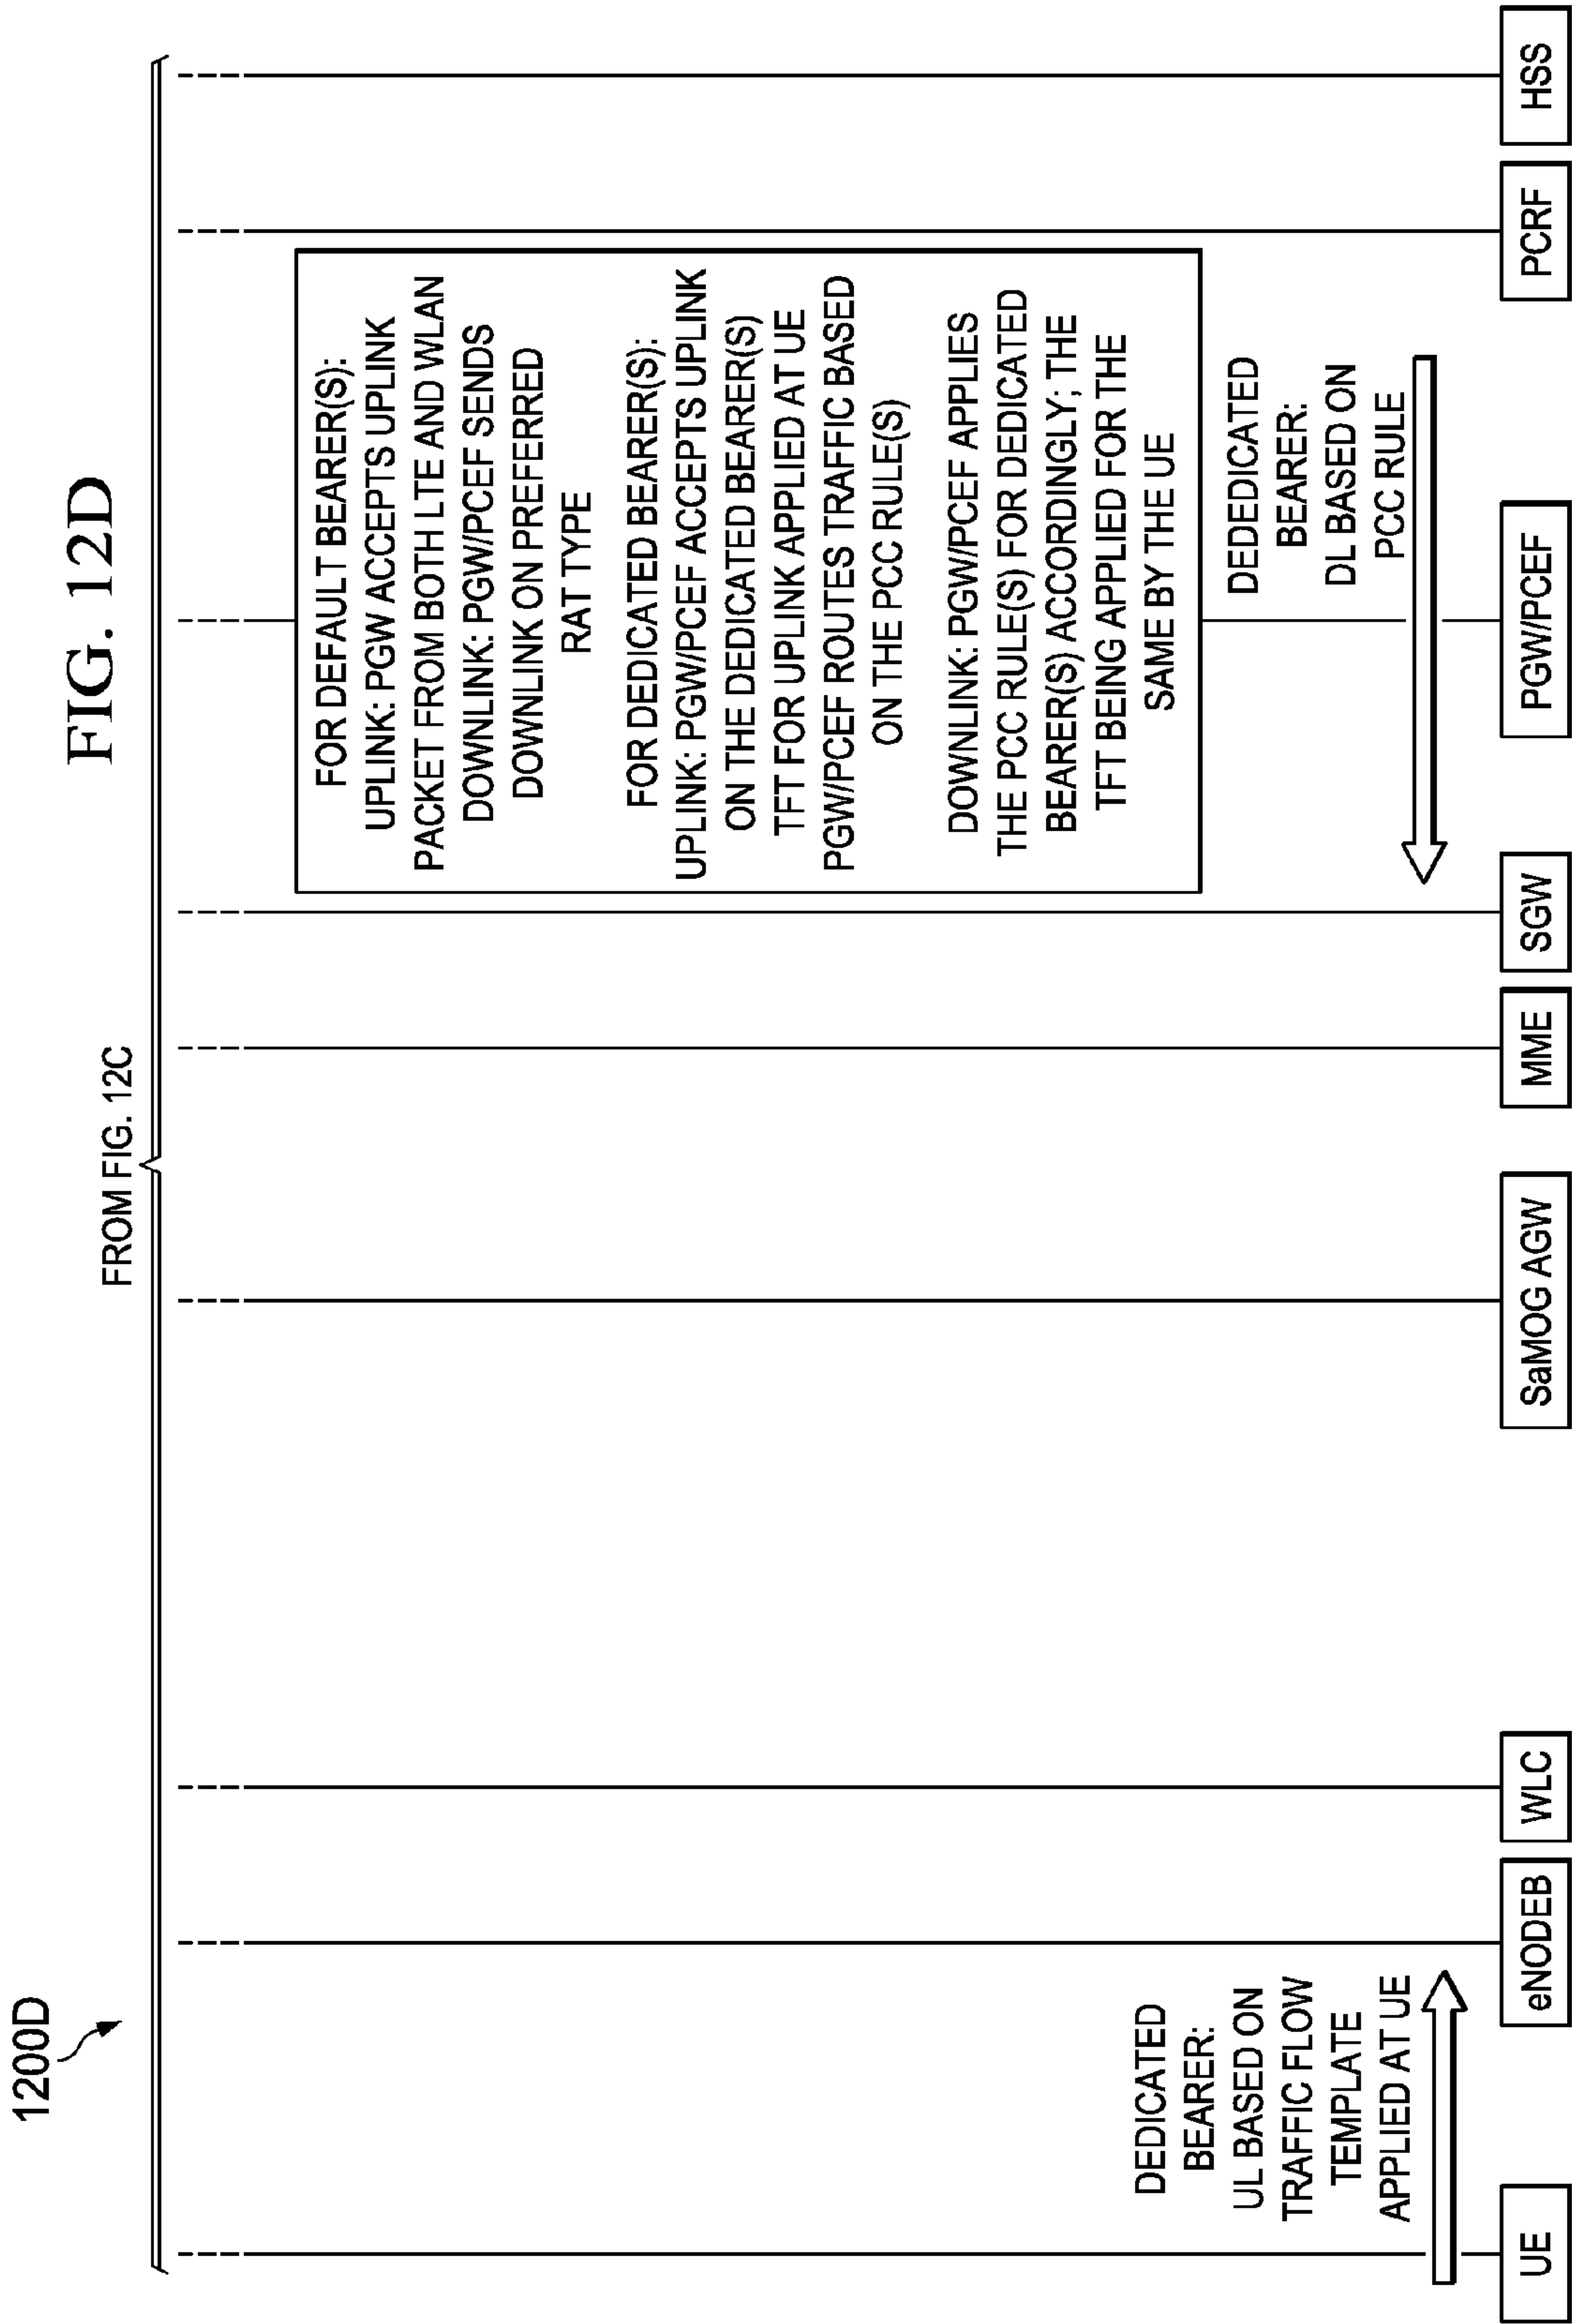 1200D
FIG. 12D
FROM FIG. 12C
FOR DEFAULT BEARER(S):
UPLINK: PGW ACCEPTS UPLINK
PACKET FROM BOTH LTE AND WLAN
DOWNLINK: PGW/PCEF SENDS
DOWNLINK ON PREFERRED
RAT TYPE
FOR DEDICATED BEARER(S):
UPLINK: PGW/PCEF ACCEPTS UPLINK
ON THE DEDICATED BEARER(S)
TFT FOR UPLINK APPLIED AT UE
PGW/PCEF ROUTES TRAFFIC BASED
ON THE PCC RULE(S)
DOWNLINK: PGW/PCEF APPLIES
THE PCC RULE(S) FOR DEDICATED
BEARER(S) ACCORDINGLY; THE
TFT BEING APPLIED FOR THE
SAME BY THE UE
DEDICATED
BEARER:
UL BASED ON
TRAFFIC FLOW
TEMPLATE
APPLIED AT UE
DEDEDICATED
BEARER:
DL BASED ON
PCC RULE
UE
eNODEB
WLC
SaMOG AGW
MME
SGW
PGW/PCEF
PCRF
HSS